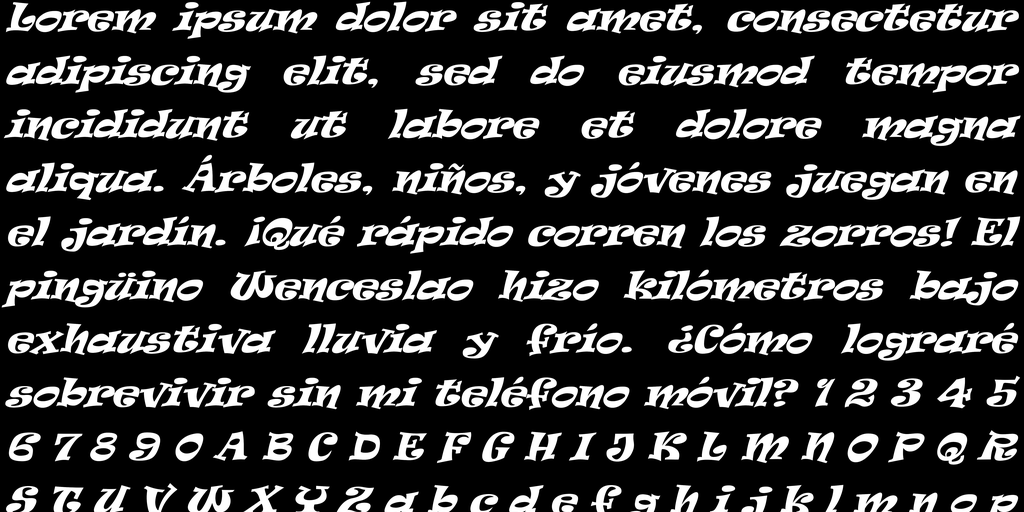 Lorem ipsum dolor sit amet, consectetur
adipiscing elit, sed do eiusmod tempor
incididunt ut labore et dolore magna
aliqua. Árboles, niños, y jóvenes juegan en
el jardín. ¡Qué rápido corren los zorros! El
pingüino Wenceslao hizo kilómetros bajo
exhaustiva lluvia y frío. ¿Cómo lograré
sobrevivir sin mi teléfono móvil? 1 2 3 4 5
6 7 8 9 0 A B C D E F G H I J K L M N O P Q R
S T U V W X Y Z a b c d e f g h i j k l m n o p